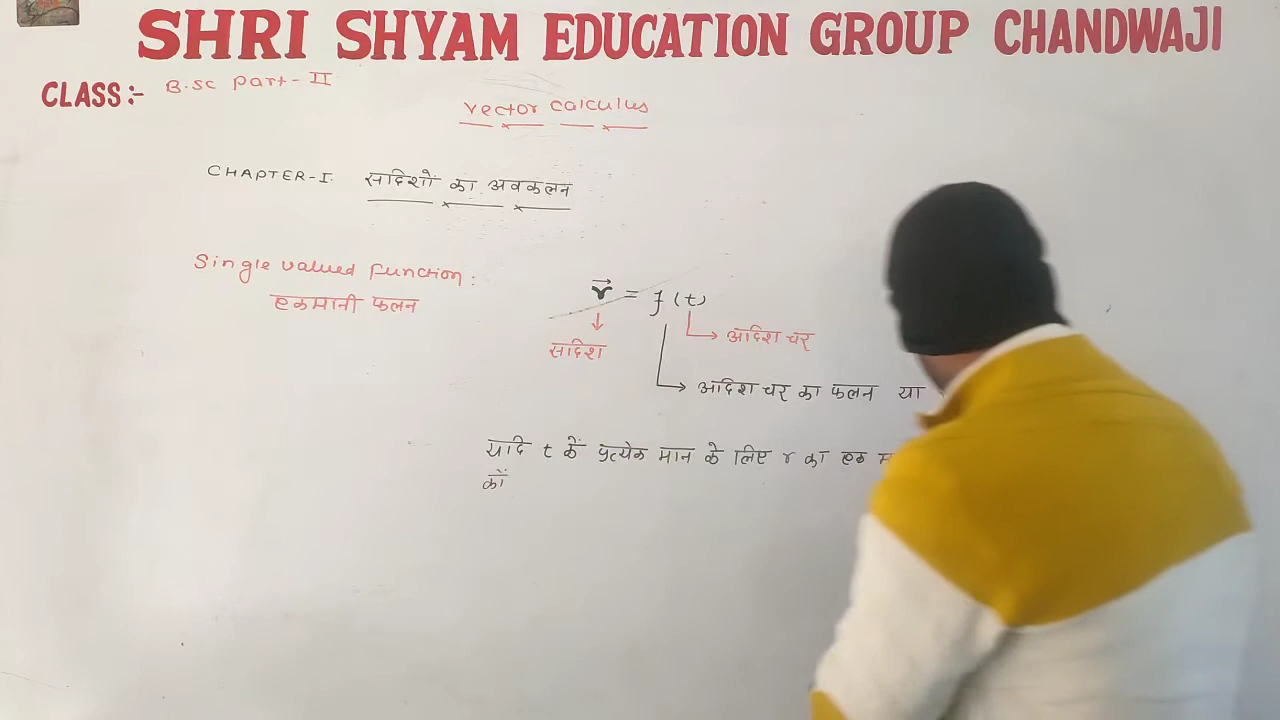 SHRI SHYAM EDUCATION GROUP CHANDWAJI
CLASS:- B.sc part-II
vector calculus
CHAPTER-I. सदिशों का अवकलन
Single valued function:
एकमानी फलन
r⃗ = f(t)
सदिश
अदिश चर
अदिश चर का फलन या
यदि t के प्रत्येक मान के लिए r का एक
कों